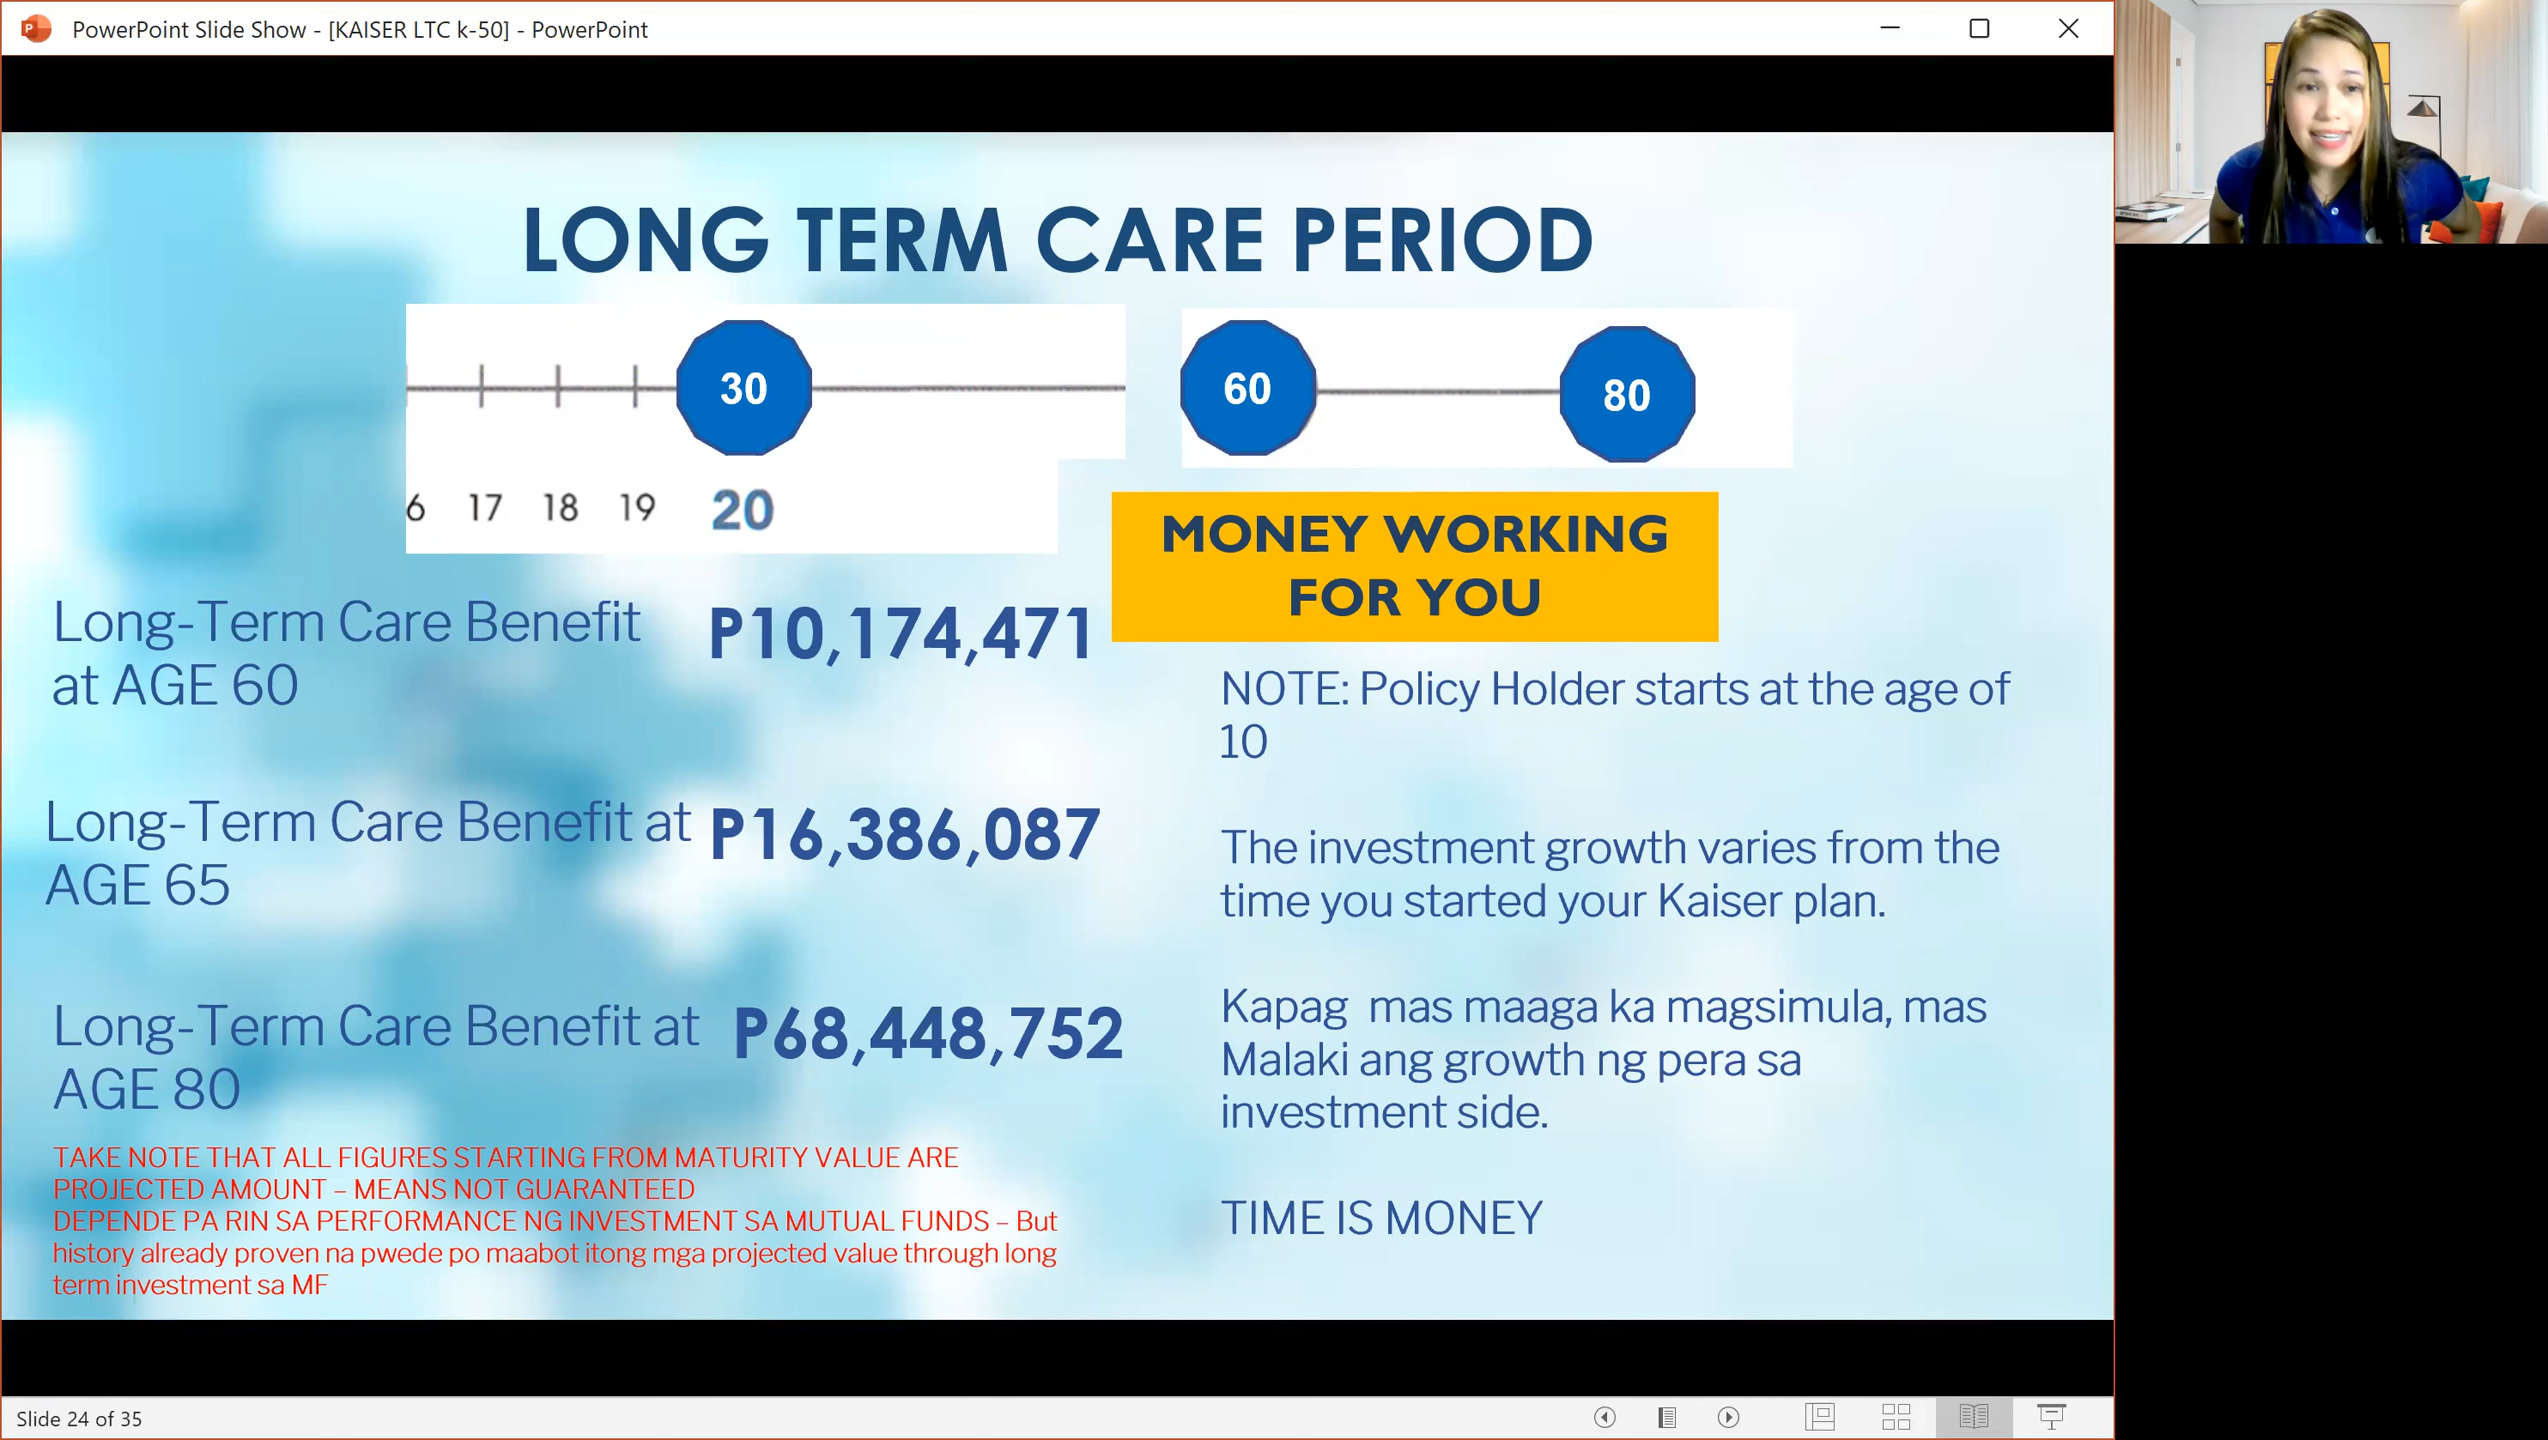 PowerPoint Slide Show - [KAISER LTC k-50] - PowerPoint
LONG TERM CARE PERIOD
30
60
80
6 17 18 19 20
MONEY WORKING
FOR YOU
Long-Term Care Benefit
at AGE 60
P10,174,471
Long-Term Care Benefit at
AGE 65
P16,386,087
Long-Term Care Benefit at
AGE 80
P68,448,752
TAKE NOTE THAT ALL FIGURES STARTING FROM MATURITY VALUE ARE
PROJECTED AMOUNT – MEANS NOT GUARANTEED
DEPENDE PA RIN SA PERFORMANCE NG INVESTMENT SA MUTUAL FUNDS – But
history already proven na pwede po maabot itong mga projected value through long
term investment sa MF
NOTE: Policy Holder starts at the age of
10
The investment growth varies from the
time you started your Kaiser plan.
Kapag mas maaga ka magsimula, mas
Malaki ang growth ng pera sa
investment side.
TIME IS MONEY
Slide 24 of 35